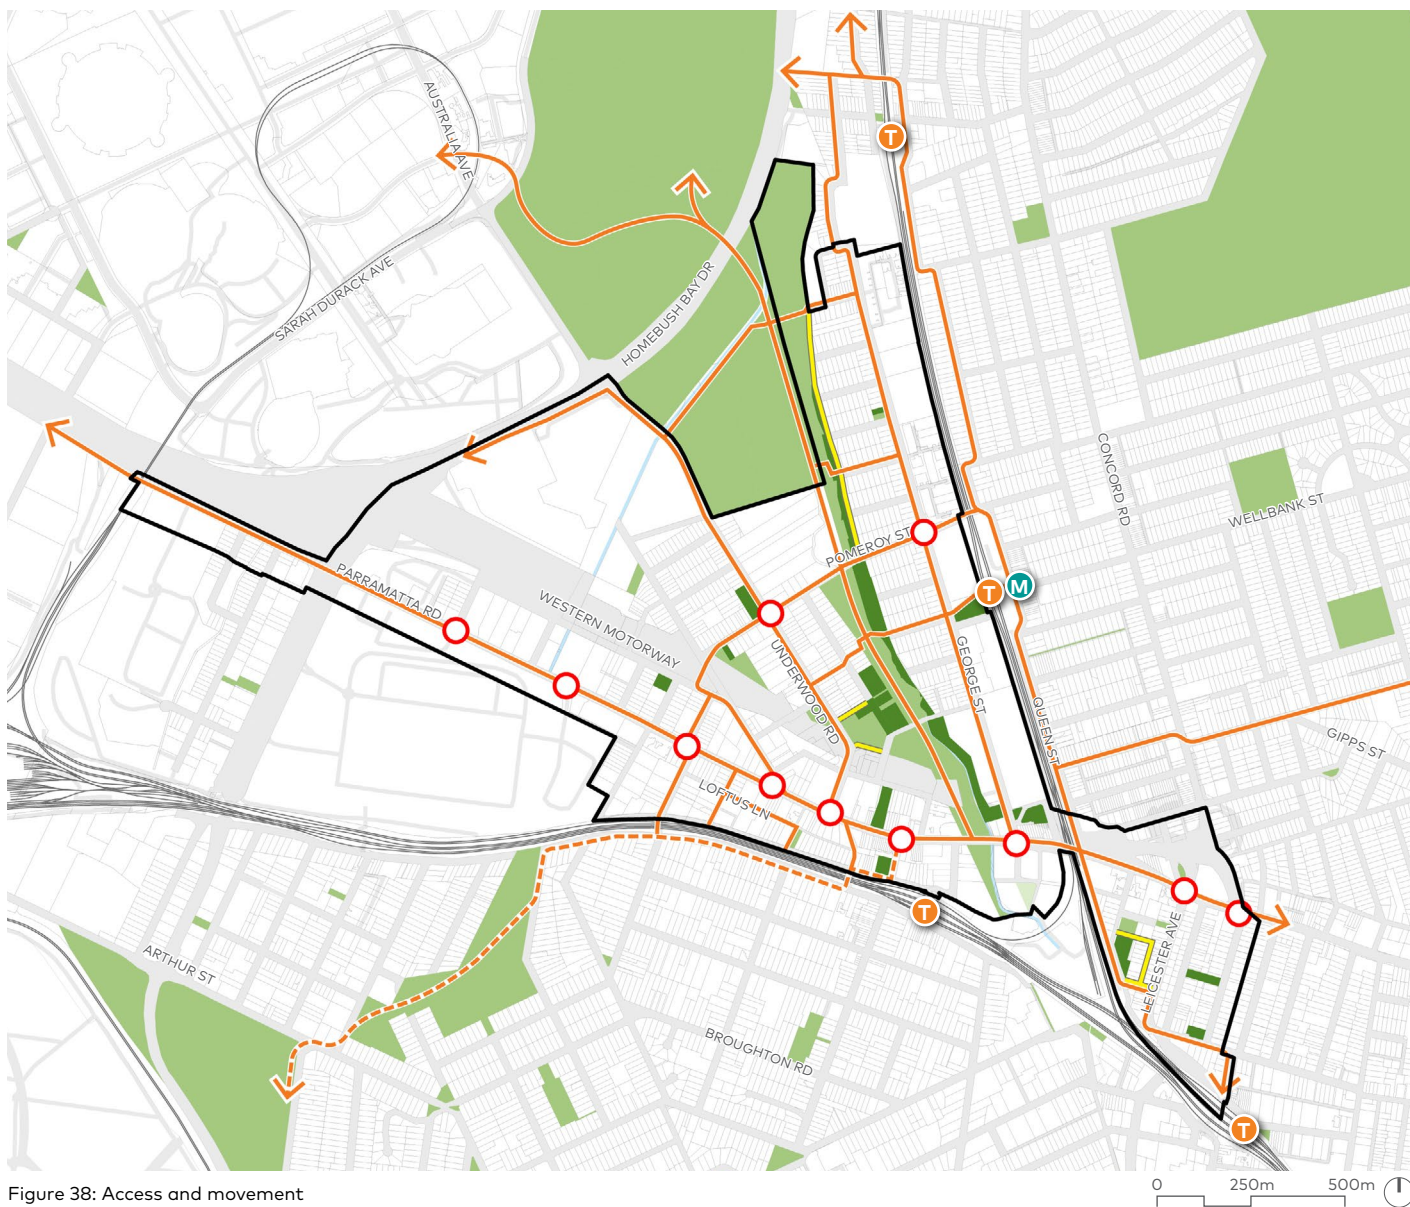 AUSTRALIA AVE
T
SARAH DURACK AVE
HOMEBUSH BAY DR
CONCORD RD
WELLBANK ST
POMEROY ST
PARRAMATTA RD
WESTERN MOTORWAY
T
M
UNDERWOOD RD
GEORGE ST
QUEEN ST
GIPPS ST
LOFTUS LN
T
ARTHUR ST
LEICESTER AVE
BROUGHTON RD
T
Figure 38: Access and movement
0 250m 500m